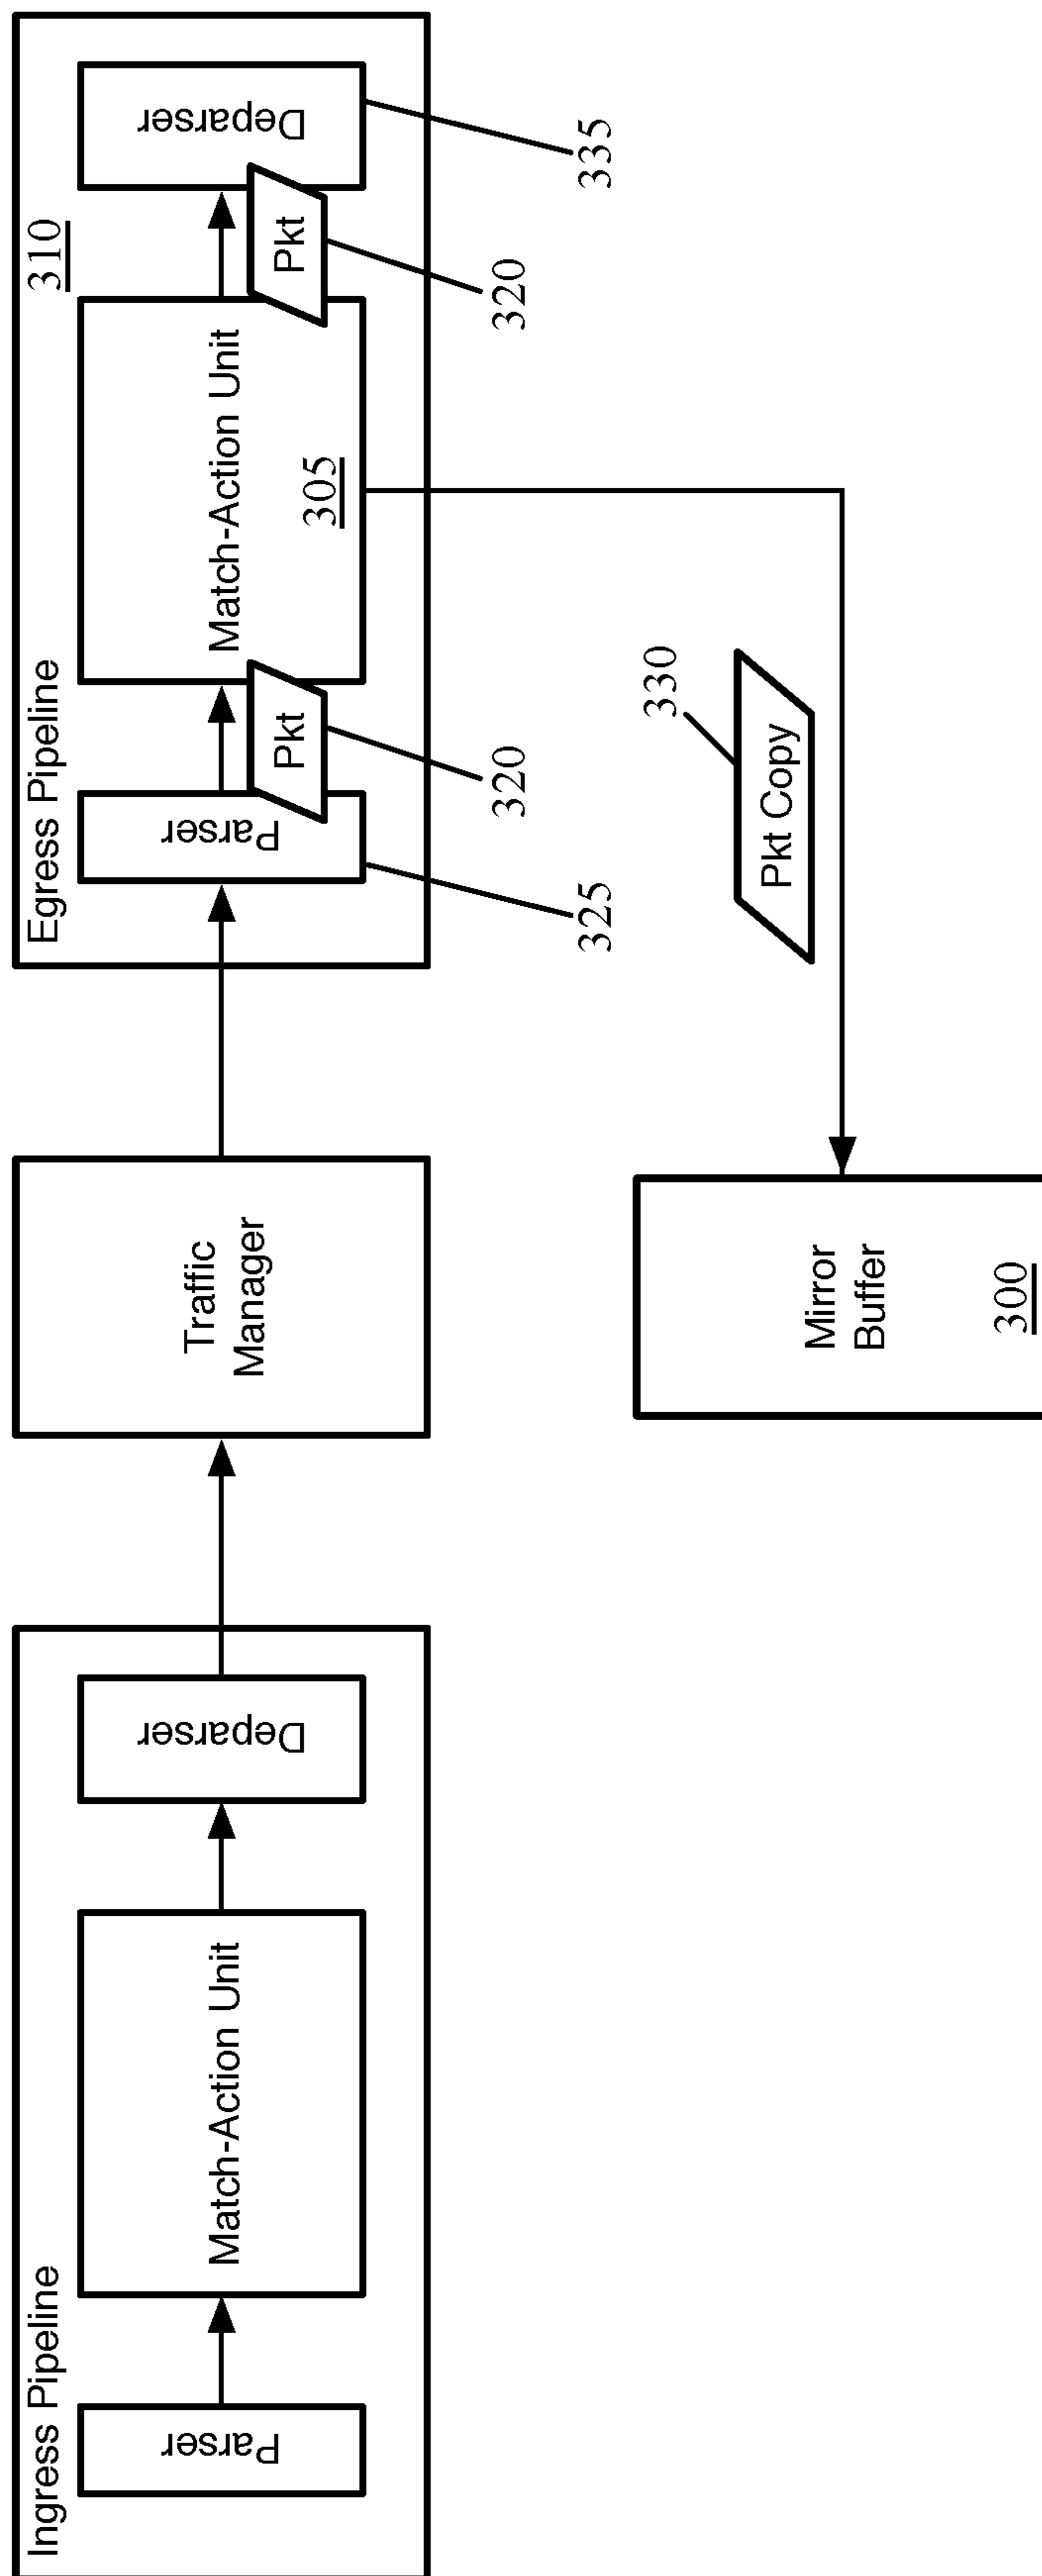 Ingress Pipeline
Parser
Match-Action Unit
Deparser
Traffic
Manager
Egress Pipeline
310
Parser
Pkt
Match-Action Unit
305
Pkt
Deparser
325
320
320
335
330
Pkt Copy
Mirror
Buffer
300